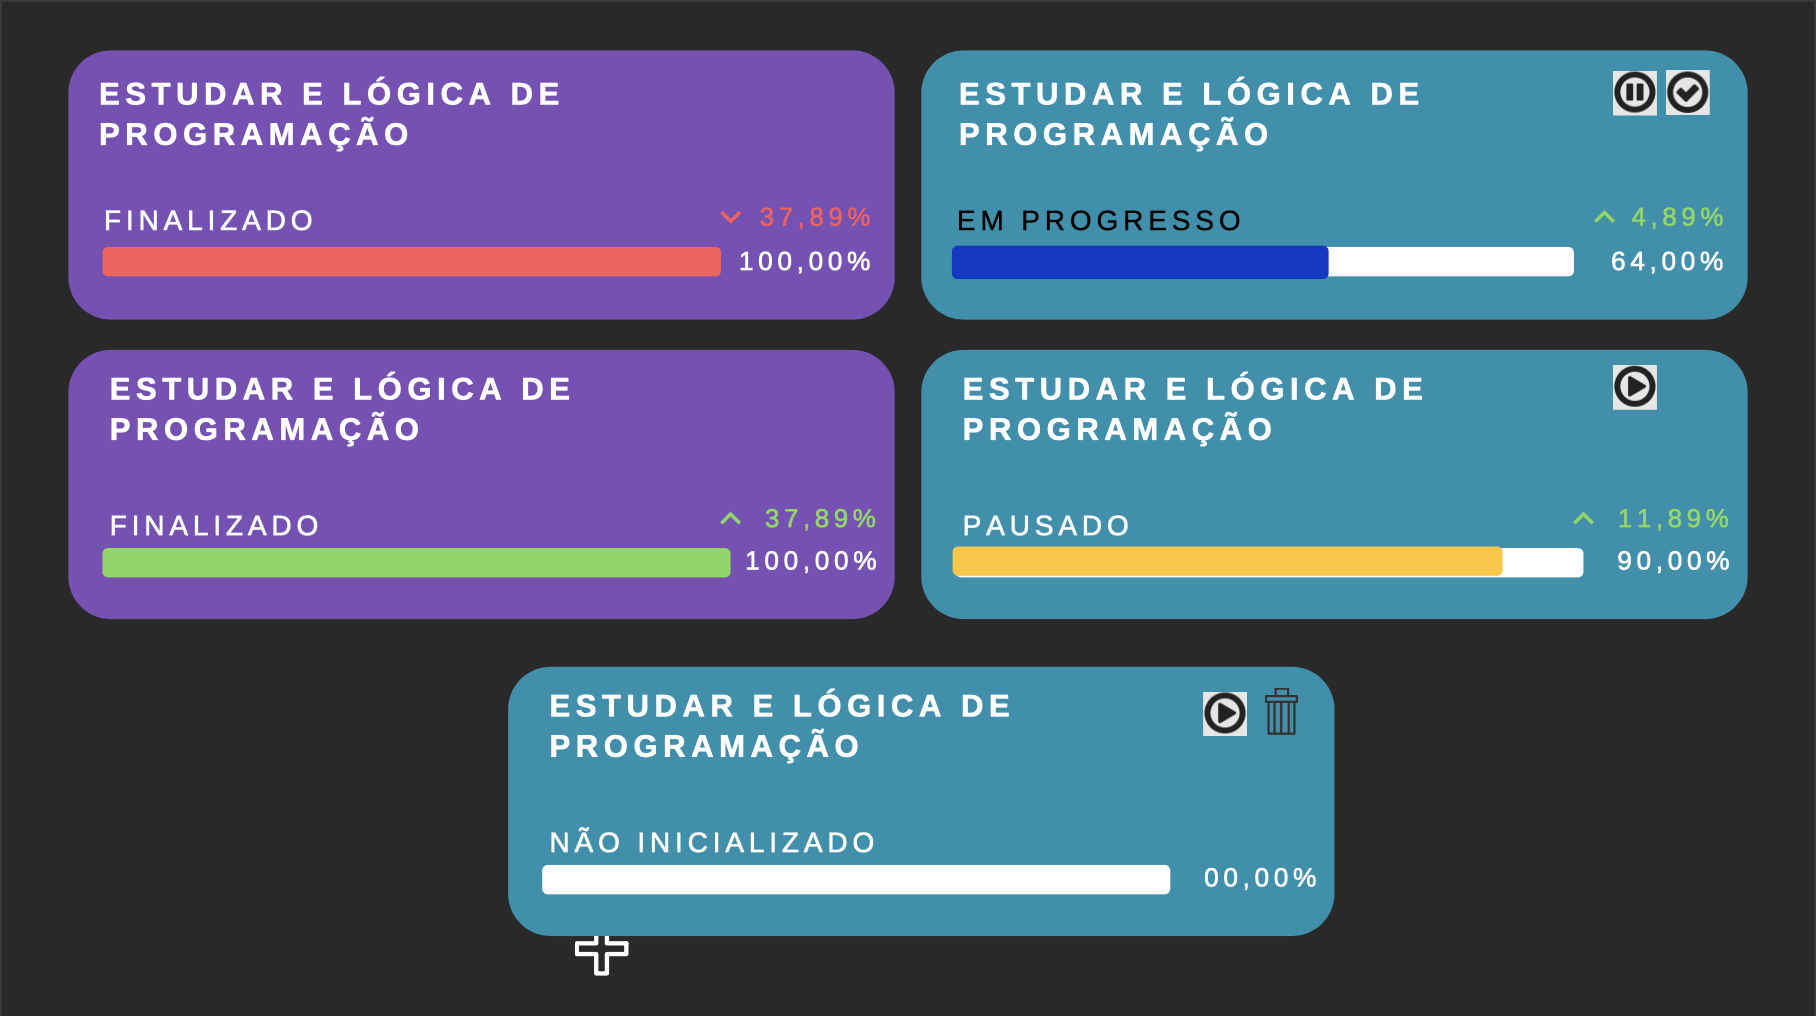 ESTUDAR E LÓGICA DE
PROGRAMAÇÃO
FINALIZADO
37,89%
100,00%
ESTUDAR E LÓGICA DE
PROGRAMAÇÃO
EM PROGRESSO
4,89%
64,00%
ESTUDAR E LÓGICA DE
PROGRAMAÇÃO
FINALIZADO
37,89%
100,00%
ESTUDAR E LÓGICA DE
PROGRAMAÇÃO
PAUSADO
11,89%
90,00%
ESTUDAR E LÓGICA DE
PROGRAMAÇÃO
NÃO INICIALIZADO
00,00%